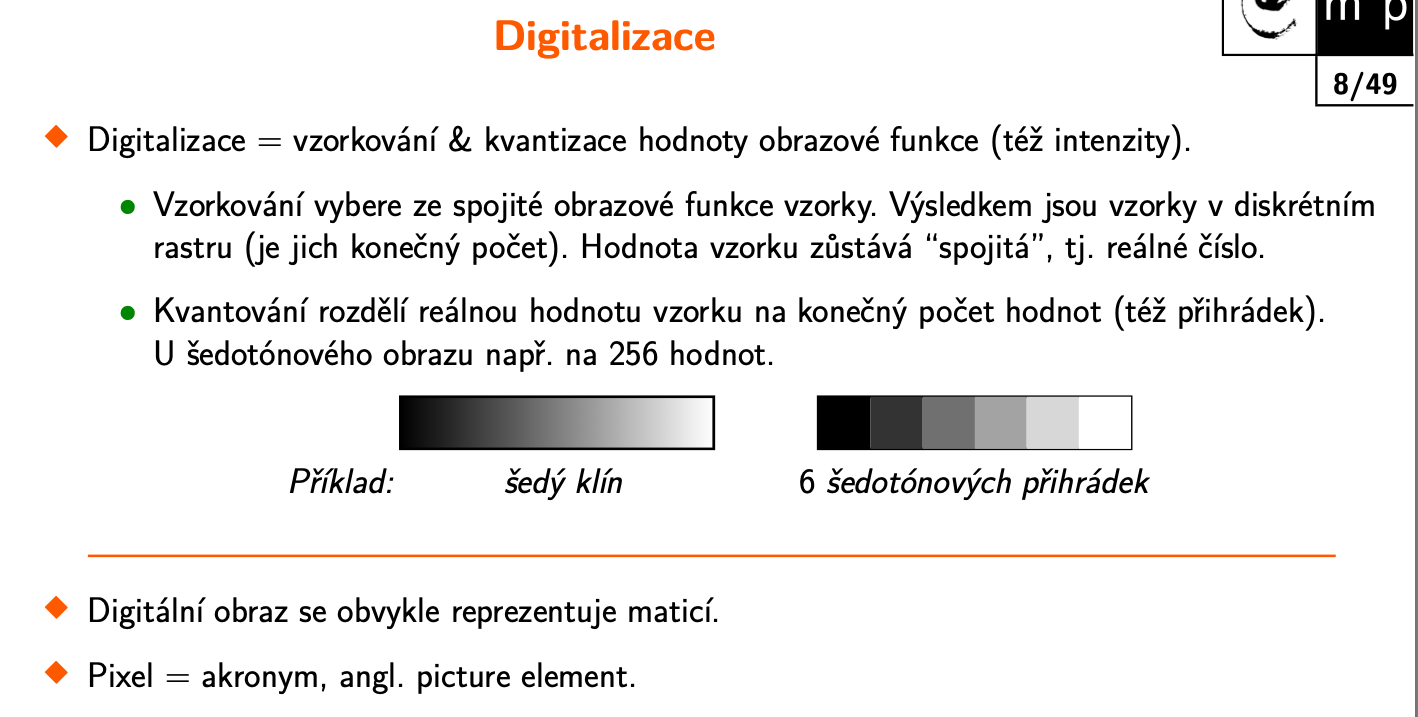 Digitalizace
m p
8/49
◆ Digitalizace = vzorkování & kvantizace hodnoty obrazové funkce (též intenzity).
• Vzorkování vybere ze spojité obrazové funkce vzorky. Výsledkem jsou vzorky v diskrétním
rastru (je jich konečný počet). Hodnota vzorku zůstává “spojitá”, tj. reálné číslo.
• Kvantování rozdělí reálnou hodnotu vzorku na konečný počet hodnot (též přihrádek).
U šedotónového obrazu např. na 256 hodnot.
Příklad: šedý klín 6 šedotónových přihrádek
◆ Digitální obraz se obvykle reprezentuje maticí.
◆ Pixel = akronym, angl. picture element.